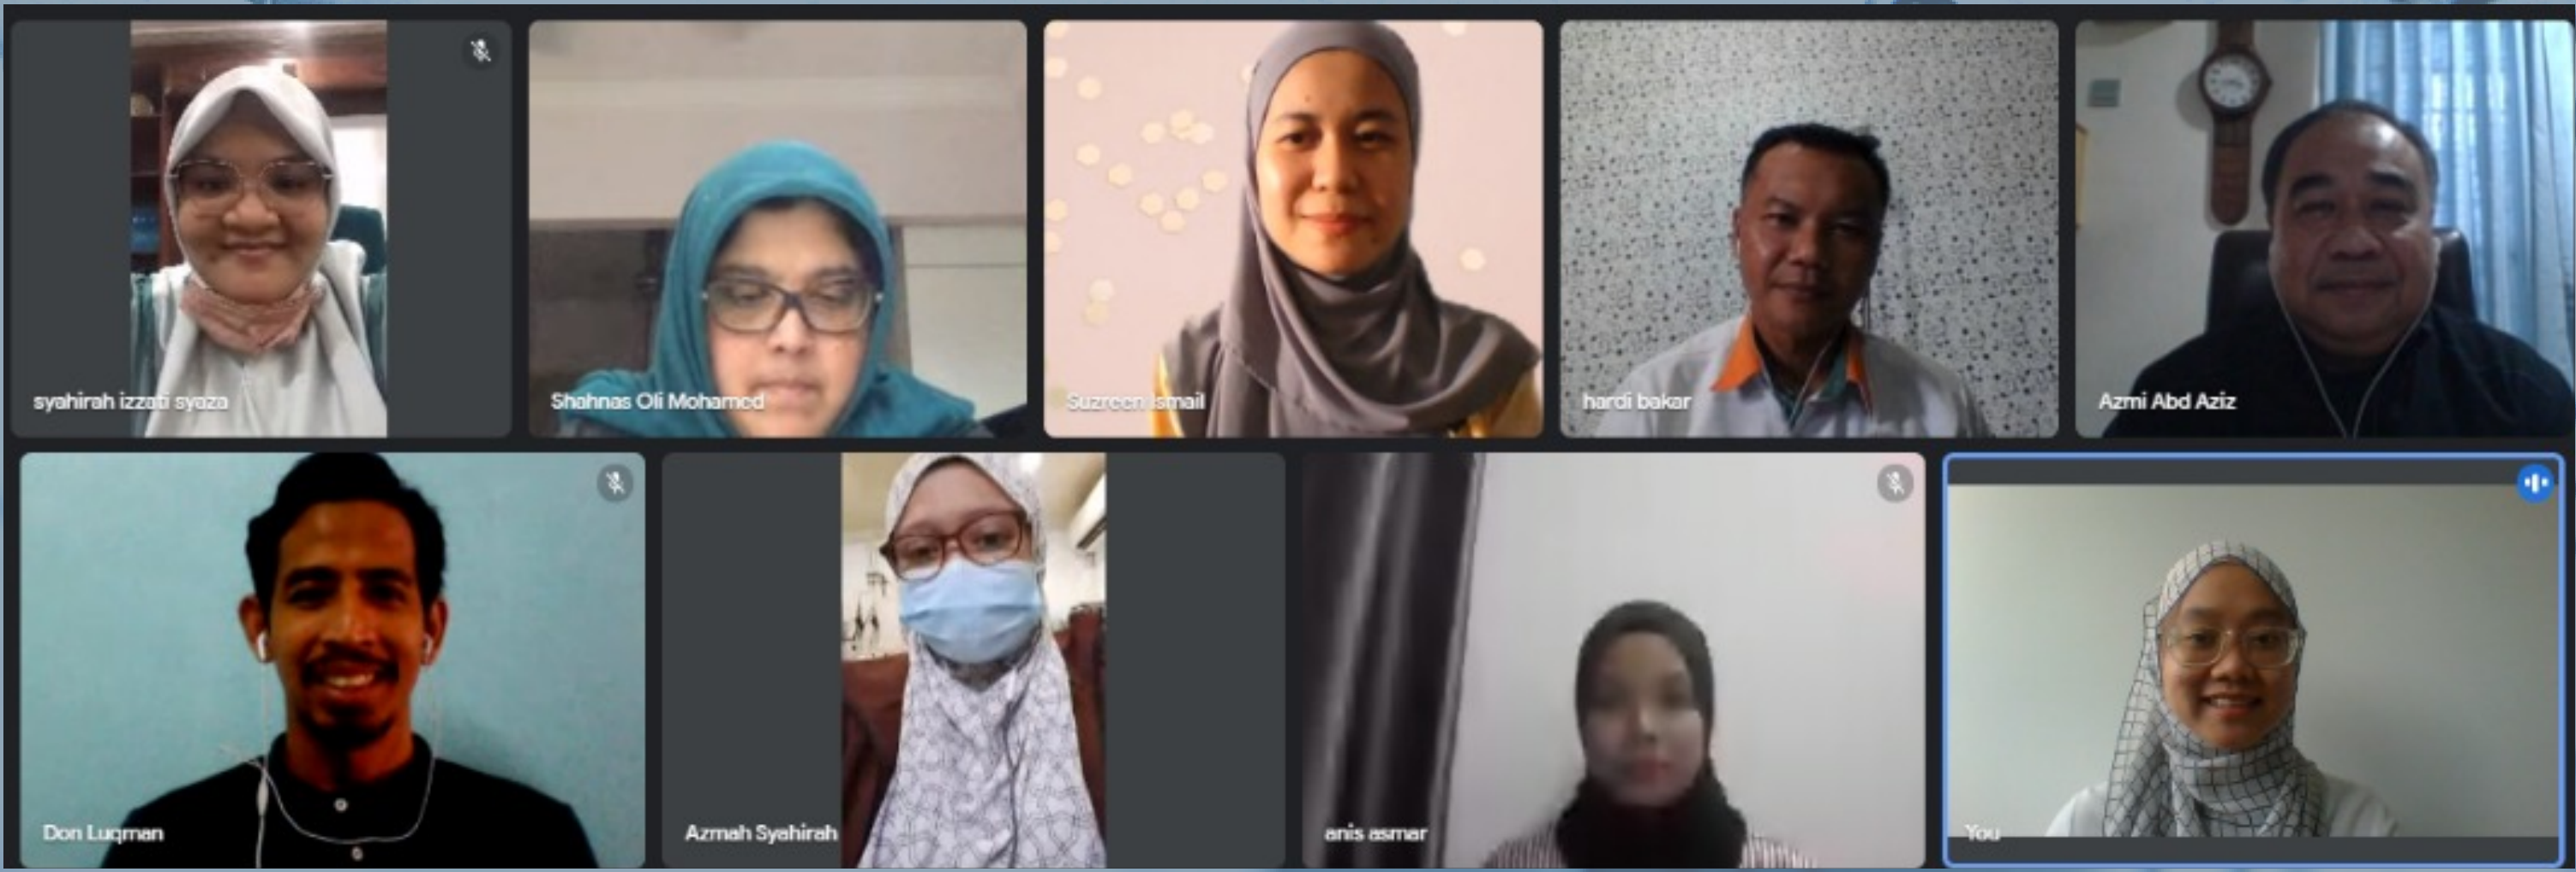 syahirah izzati syaza
Shahnas Oli Mohamed
Suzreen Ismail
hardi bakar
Azmi Abd Aziz
Don Luqman
Azmah Syahirah
anis asmar
You